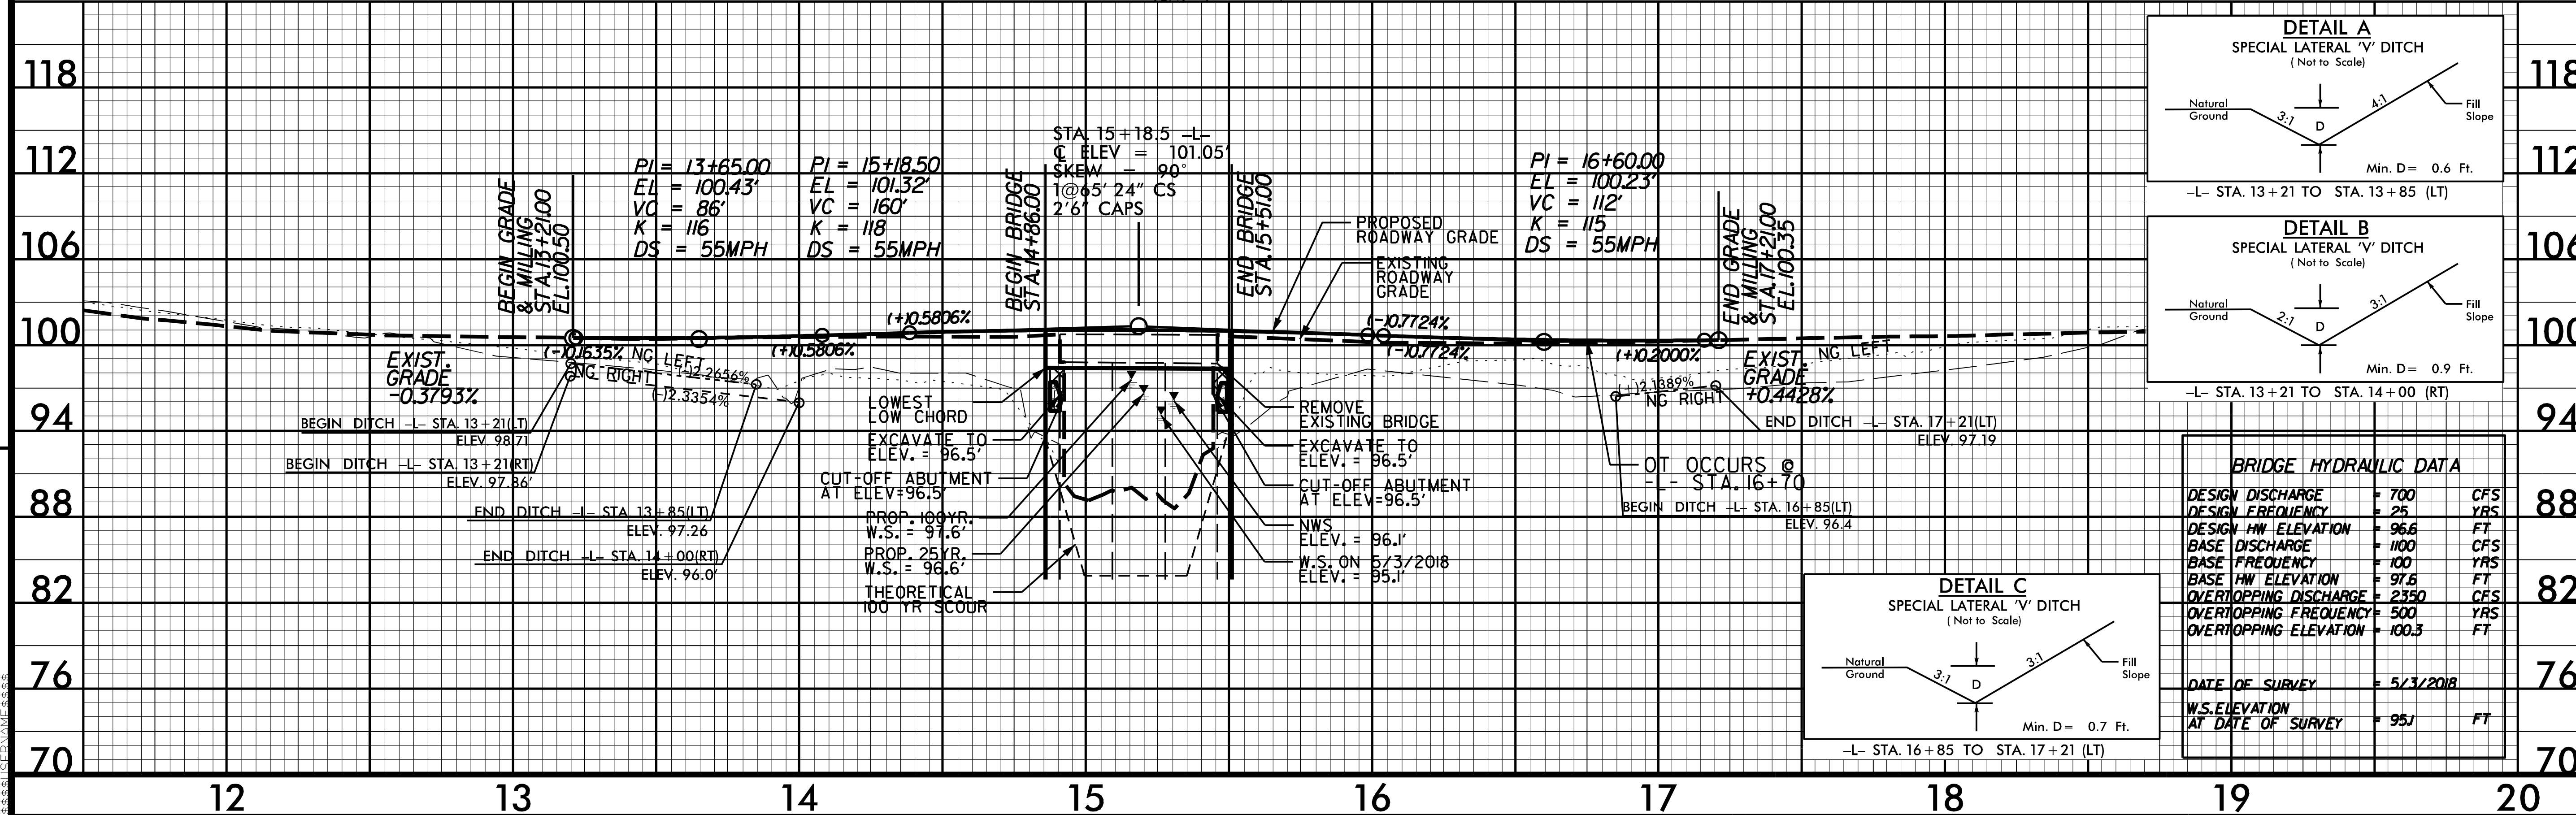 118
112
106
100
94
88
82
76
70
BEGIN GRADE
& MILLING
STA.13+21.00
EL.100.50
PI = 13+65.00
EL = 100.43'
VC = 86'
K = 116
DS = 55MPH
PI = 15+18.50
EL = 101.32'
VC = 160'
K = 118
DS = 55MPH
BEGIN BRIDGE
STA.14+86.00
STA. 15+18.5 -L-
℄ ELEV = 101.05'
SKEW = 90°
1@65' 24" CS
2'6" CAPS
END BRIDGE
STA.15+51.00
PROPOSED
ROADWAY GRADE
EXISTING
ROADWAY
GRADE
PI = 16+60.00
EL = 100.23'
VC = 112'
K = 115
DS = 55MPH
END GRADE
& MILLING
STA.17+21.00
EL.100.35
(-)0.1635%
(+)0.5806%
(+)0.5806%
(-)0.7724%
(-)0.7724%
(+)0.2000%
EXIST.
GRADE
-0.3793%
NG LEFT
(-)2.2656%
NG RIGHT
(-)2.3354%
EXIST.
GRADE
+0.4428%
NG LEFT
(+)2.1389%
NG RIGHT
BEGIN DITCH -L- STA. 13+21(LT)
ELEV. 98.71
BEGIN DITCH -L- STA. 13+21(RT)
ELEV. 97.86'
END DITCH -L- STA. 13+85(LT)
ELEV. 97.26
END DITCH -L- STA. 14+00(RT)
ELEV. 96.0'
LOWEST
LOW CHORD
EXCAVATE TO
ELEV. = 96.5'
CUT-OFF ABUTMENT
AT ELEV=96.5'
PROP. 100YR.
W.S. = 97.6'
PROP. 25YR.
W.S. = 96.6'
THEORETICAL
100 YR SCOUR
REMOVE
EXISTING BRIDGE
EXCAVATE TO
ELEV. = 96.5'
CUT-OFF ABUTMENT
AT ELEV=96.5'
NWS
ELEV. = 96.1'
W.S. ON 5/3/2018
ELEV. = 95.1'
END DITCH -L- STA. 17+21(LT)
ELEV. 97.19
OT OCCURS @
-L- STA. 16+70
BEGIN DITCH -L- STA. 16+85(LT)
ELEV. 96.4
DETAIL A
SPECIAL LATERAL 'V' DITCH
( Not to Scale)
Natural
Ground
3:1
D
4:1
Fill
Slope
Min. D= 0.6 Ft.
-L- STA. 13+21 TO STA. 13+85 (LT)
DETAIL B
SPECIAL LATERAL 'V' DITCH
( Not to Scale)
Natural
Ground
2:1
D
3:1
Fill
Slope
Min. D= 0.9 Ft.
-L- STA. 13+21 TO STA. 14+00 (RT)
DETAIL C
SPECIAL LATERAL 'V' DITCH
( Not to Scale)
Natural
Ground
3:1
D
3:1
Fill
Slope
Min. D= 0.7 Ft.
-L- STA. 16+85 TO STA. 17+21 (LT)
BRIDGE HYDRAULIC DATA
DESIGN DISCHARGE = 700 CFS
DESIGN FREQUENCY = 25 YRS
DESIGN HW ELEVATION = 96.6 FT
BASE DISCHARGE = 1100 CFS
BASE FREQUENCY = 100 YRS
BASE HW ELEVATION = 97.6 FT
OVERTOPPING DISCHARGE = 2350 CFS
OVERTOPPING FREQUENCY= 500 YRS
OVERTOPPING ELEVATION = 100.3 FT
DATE OF SURVEY = 5/3/2018
W.S.ELEVATION
AT DATE OF SURVEY = 95.1 FT
118
112
106
100
94
88
82
76
70
12 13 14 15 16 17 18 19 20